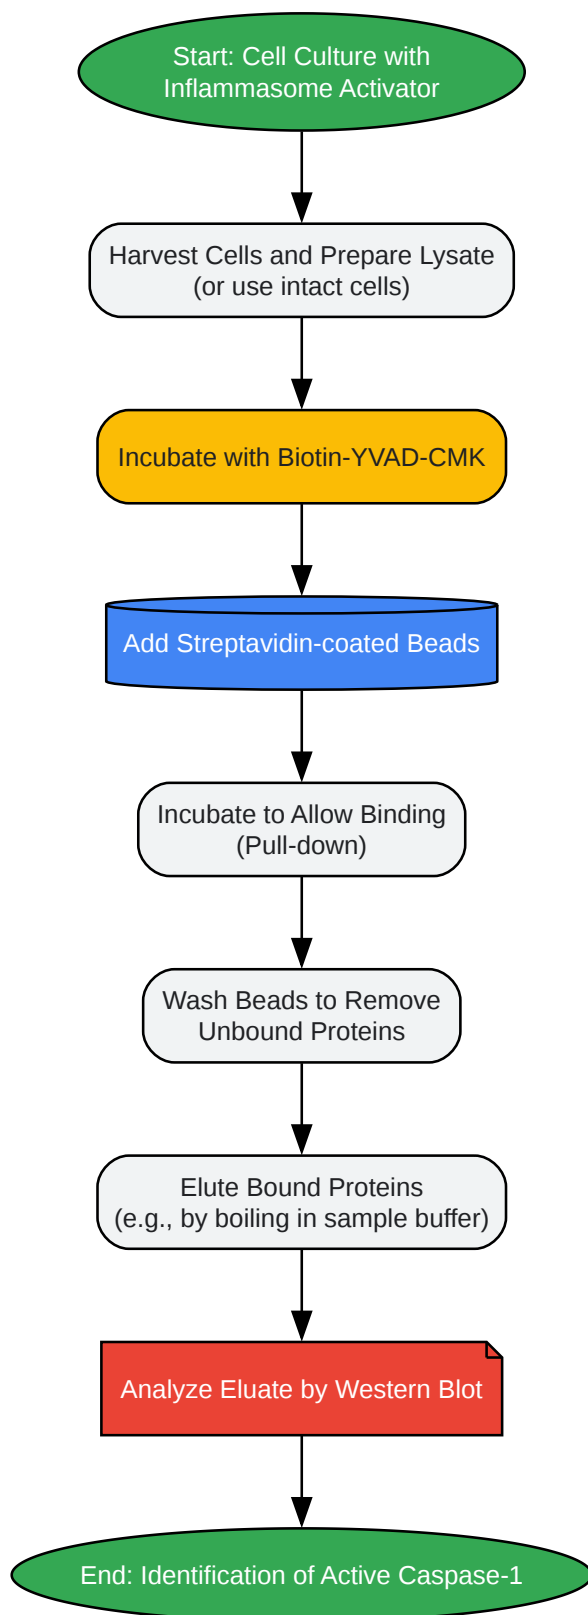 Start: Cell Culture with
Inflammasome Activator
Harvest Cells and Prepare Lysate
(or use intact cells)
Incubate with Biotin-YVAD-CMK
Add Streptavidin-coated Beads
Incubate to Allow Binding
(Pull-down)
Wash Beads to Remove
Unbound Proteins
Elute Bound Proteins
(e.g., by boiling in sample buffer)
Analyze Eluate by Western Blot
End: Identification of Active Caspase-1